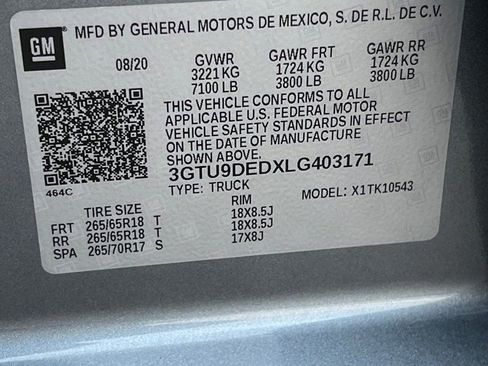 GM
MFD BY GENERAL MOTORS DE MEXICO, S. DE R.L. DE C.V.
08/20 GVWR GAWR FRT GAWR RR
3221 KG 1724 KG 1724 KG
7100 LB 3800 LB 3800 LB
THIS VEHICLE CONFORMS TO ALL
APPLICABLE U.S. FEDERAL MOTOR
VEHICLE SAFETY STANDARDS IN EFFECT
ON THE DATE OF MANUFACTURE
SHOWN ABOVE.
3GTU9DEDXLG403171
464C
TYPE: TRUCK MODEL: X1TK10543
TIRE SIZE RIM
FRT 265/65R18 T 18X8.5J
RR 265/65R18 T 18X8.5J
SPA 265/70R17 S 17X8J